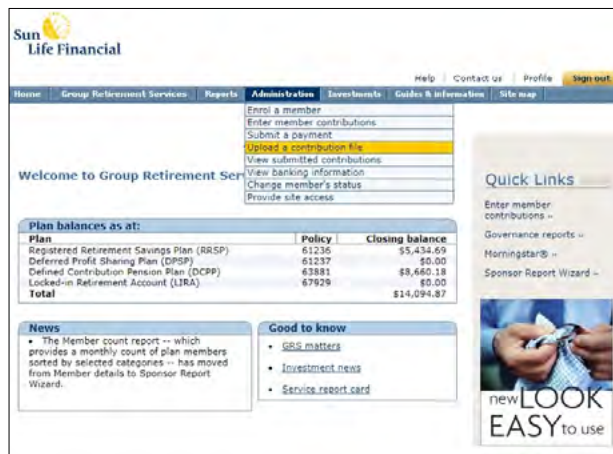 Sun
Life Financial
Help | Contact us | Profile Sign out
Home Group Retirement Services Reports Administration Investments Guides & information Site map
Enrol a member
Enter member contributions
Submit a payment
Upload a contribution file
View submitted contributions
View banking information
Change member's status
Provide site access
Welcome to Group Retirement Ser
Plan balances as at:
Plan Policy Closing balance
Registered Retirement Savings Plan (RRSP) 61236 $5,434.69
Deferred Profit Sharing Plan (DPSP) 61237 $0.00
Defined Contribution Pension Plan (DCPP) 63881 $8,660.18
Locked-in Retirement Account (LIRA) 67929 $0.00
Total $14,094.87
News
• The Member count report -- which
provides a monthly count of plan members
sorted by selected categories -- has moved
from Member details to Sponsor Report
Wizard.
Good to know
• GRS matters
• Investment news
• Service report card
Quick Links
Enter member
contributions »
Governance reports »
Morningstar® »
Sponsor Report Wizard »
new LOOK
EASY to use